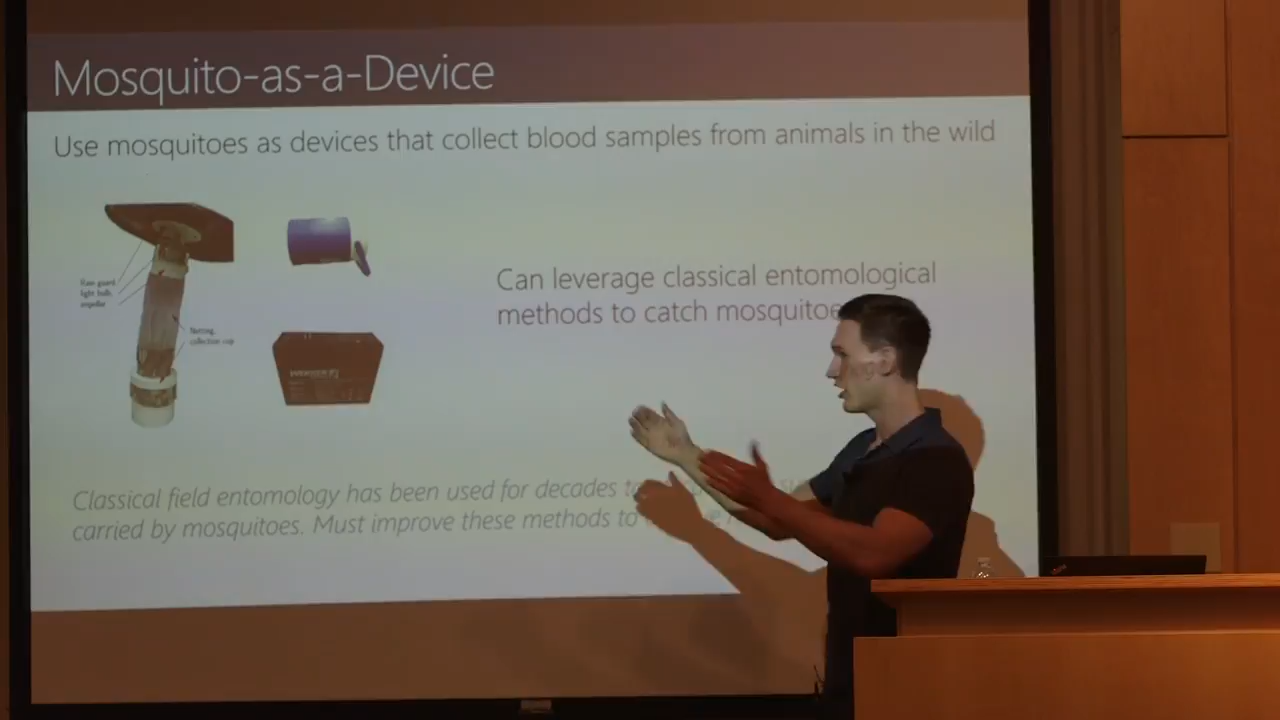 Mosquito-as-a-Device
Use mosquitoes as devices that collect blood samples from animals in the wild
Rain guard
light bulb,
impeller
Netting,
collection cup
Can leverage classical entomological
methods to catch mosquitoe
Classical field entomology has been used for decades to
carried by mosquitoes. Must improve these methods to